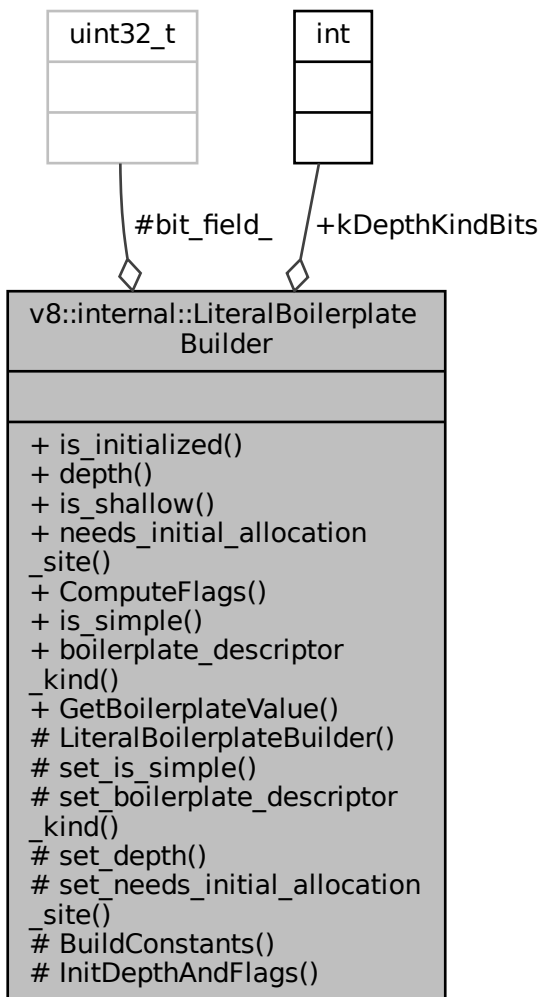 uint32_t
int
#bit_field_
+kDepthKindBits
v8::internal::LiteralBoilerplate
Builder
+ is_initialized()
+ depth()
+ is_shallow()
+ needs_initial_allocation
_site()
+ ComputeFlags()
+ is_simple()
+ boilerplate_descriptor
_kind()
+ GetBoilerplateValue()
# LiteralBoilerplateBuilder()
# set_is_simple()
# set_boilerplate_descriptor
_kind()
# set_depth()
# set_needs_initial_allocation
_site()
# BuildConstants()
# InitDepthAndFlags()